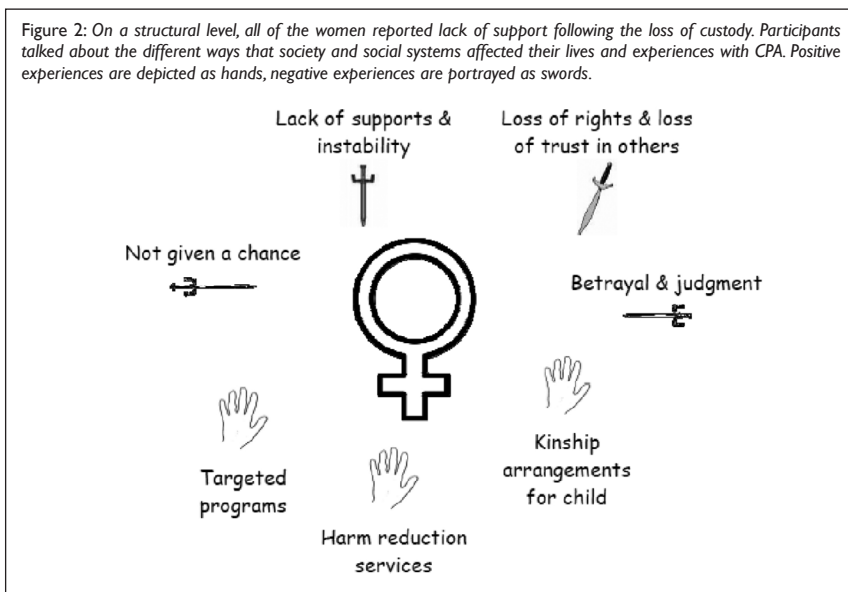 Figure 2: On a structural level, all of the women reported lack of support following the loss of custody. Participants
talked about the different ways that society and social systems affected their lives and experiences with CPA. Positive
experiences are depicted as hands, negative experiences are portrayed as swords.
Lack of supports &
instability
Loss of rights & loss
of trust in others
Not given a chance
Betrayal & judgment
Targeted
programs
Harm reduction
services
Kinship
arrangements
for child